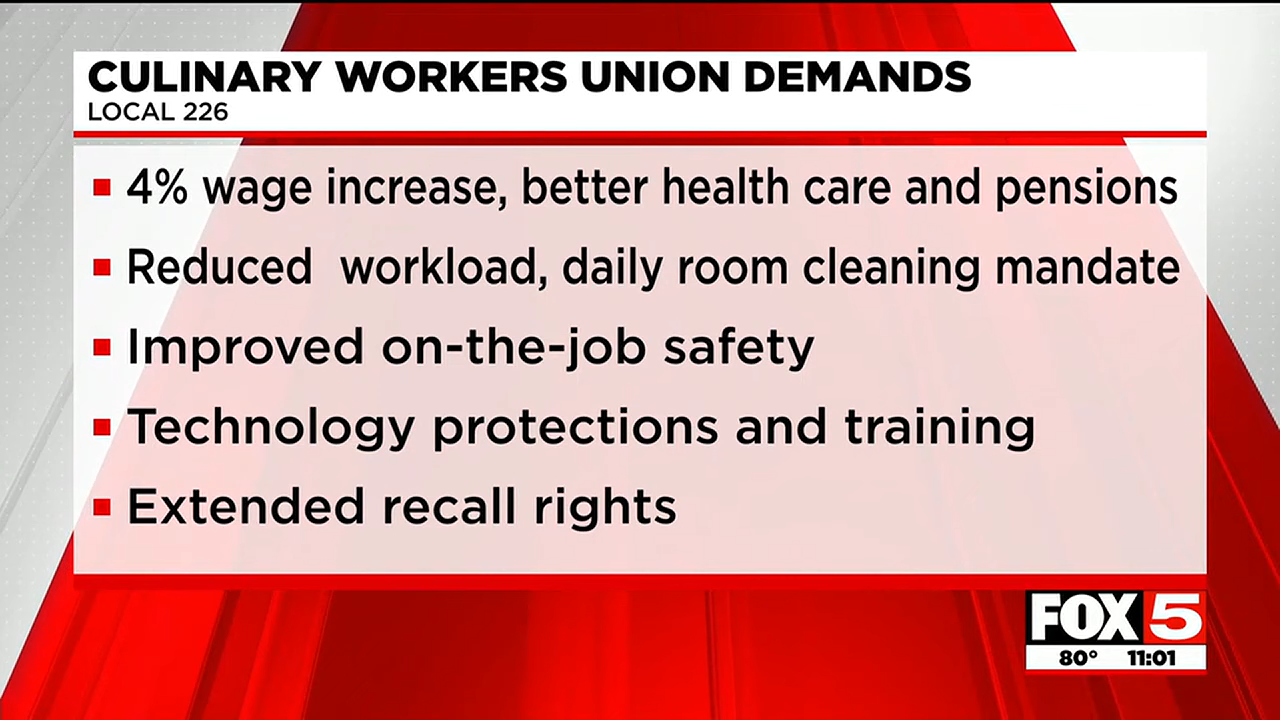 CULINARY WORKERS UNION DEMANDS
LOCAL 226
4% wage increase, better health care and pensions
Reduced  workload, daily room cleaning mandate
Improved on-the-job safety
Technology protections and training
Extended recall rights
FOX 5
80° 11:01